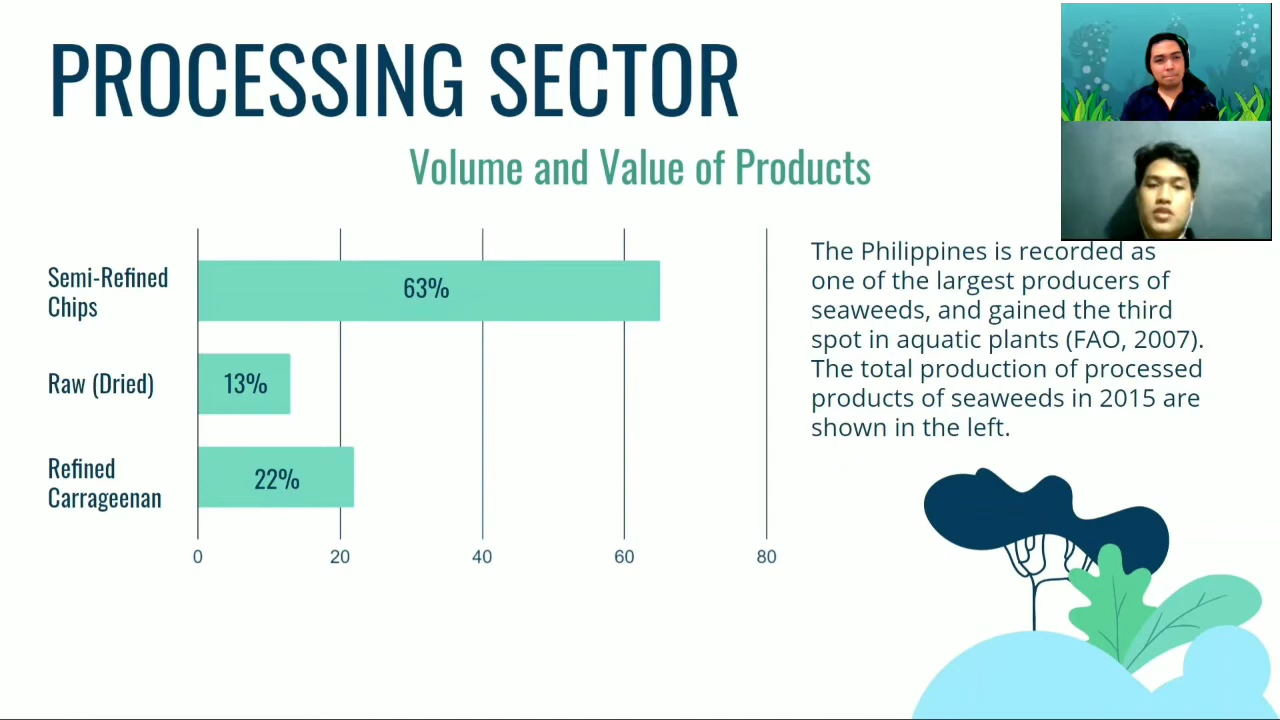 PROCESSING SECTOR
Volume and Value of Products
Semi-Refined
Chips
63%
Raw (Dried)
13%
Refined
Carrageenan
22%
0 20 40 60 80
The Philippines is recorded as
one of the largest producers of
seaweeds, and gained the third
spot in aquatic plants (FAO, 2007).
The total production of processed
products of seaweeds in 2015 are
shown in the left.